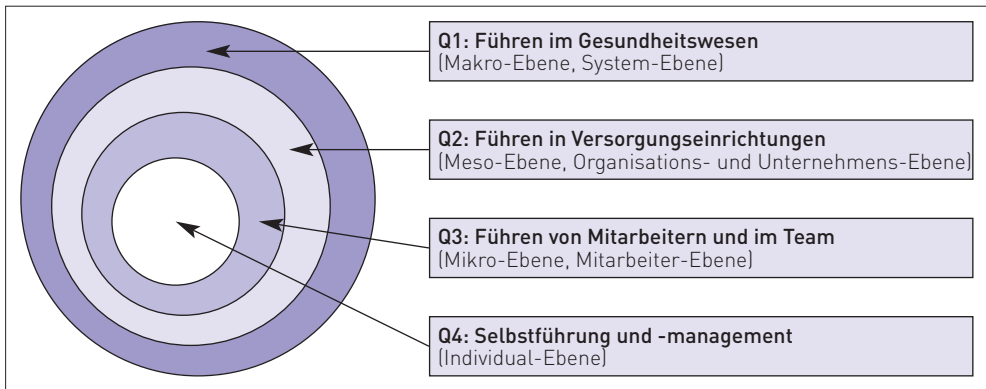 Q1: Führen im Gesundheitswesen
(Makro-Ebene, System-Ebene)
Q2: Führen in Versorgungseinrichtungen
(Meso-Ebene, Organisations- und Unternehmens-Ebene)
Q3: Führen von Mitarbeitern und im Team
(Mikro-Ebene, Mitarbeiter-Ebene)
Q4: Selbstführung und -management
(Individual-Ebene)